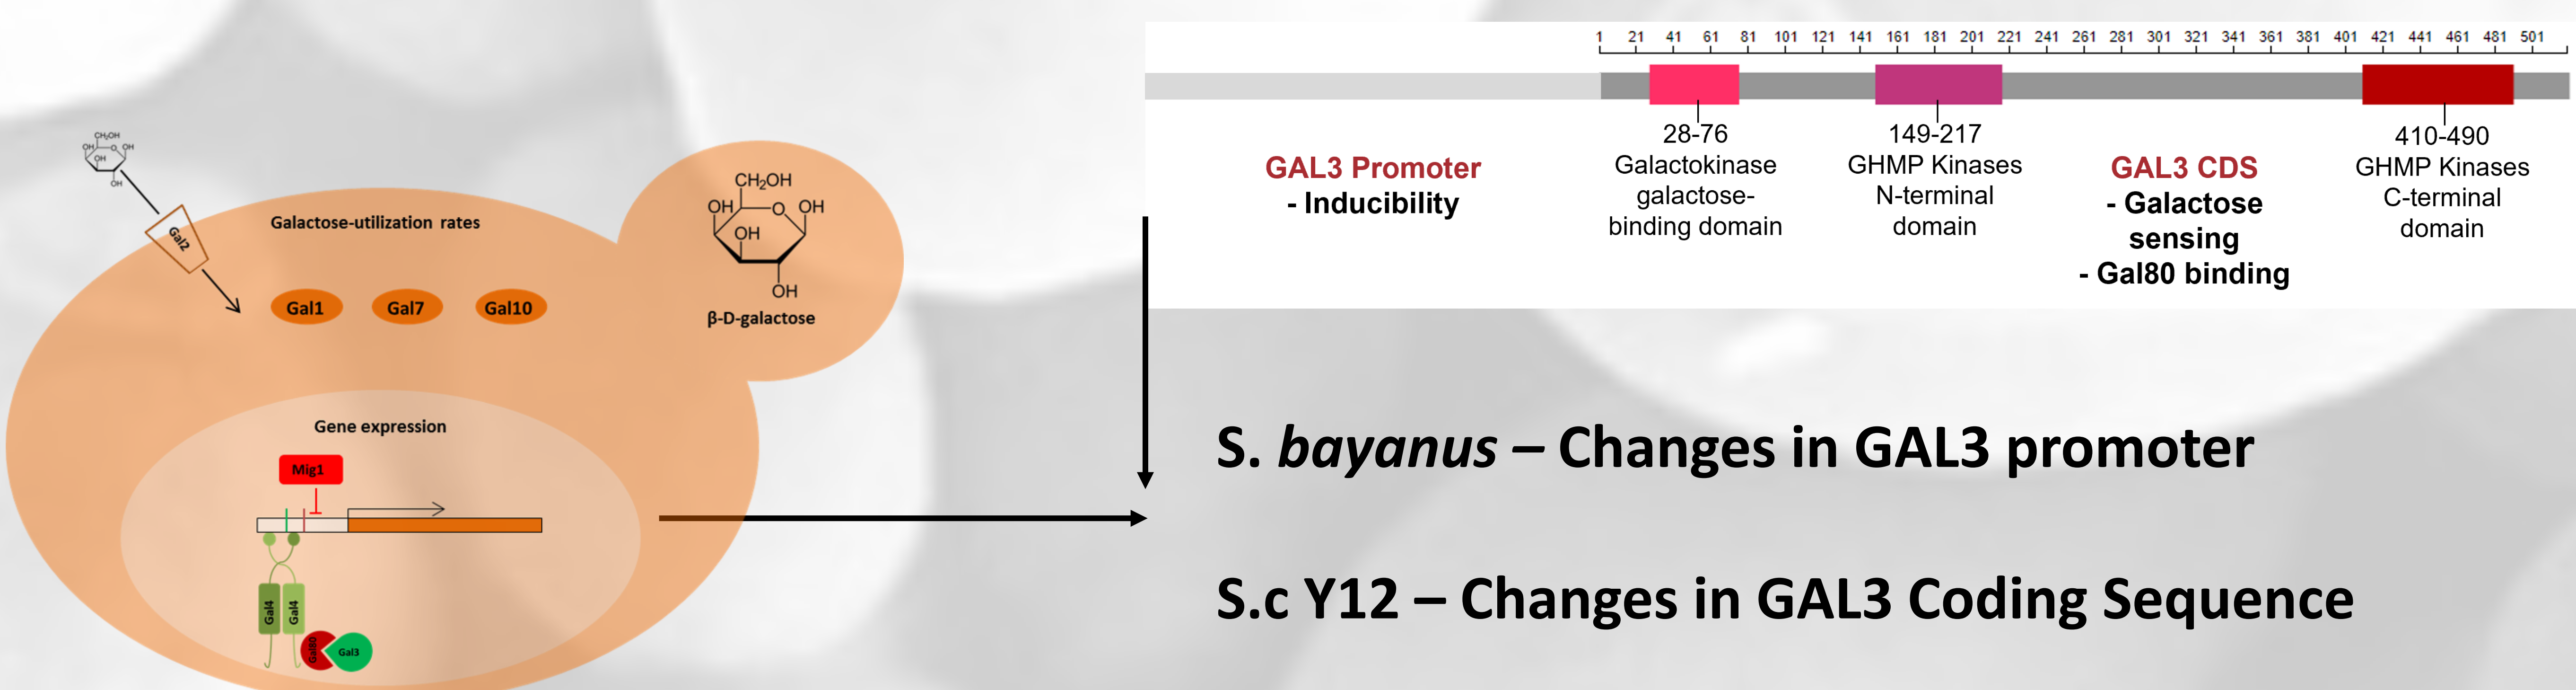 CH₂OH
OH
O
OH
OH
OH
Gal2
Galactose-utilization rates
Gal1
Gal7
Gal10
CH₂OH
OH
O
OH
OH
OH
β-D-galactose
Gene expression
Mig1
Gal4
Gal4
Gal80
Gal3
1 21 41 61 81 101 121 141 161 181 201 221 241 261 281 301 321 341 361 381 401 421 441 461 481 501
GAL3 Promoter
- Inducibility
28-76
Galactokinase
galactose-
binding domain
149-217
GHMP Kinases
N-terminal
domain
GAL3 CDS
- Galactose
sensing
- Gal80 binding
410-490
GHMP Kinases
C-terminal
domain
S. bayanus – Changes in GAL3 promoter
S.c Y12 – Changes in GAL3 Coding Sequence